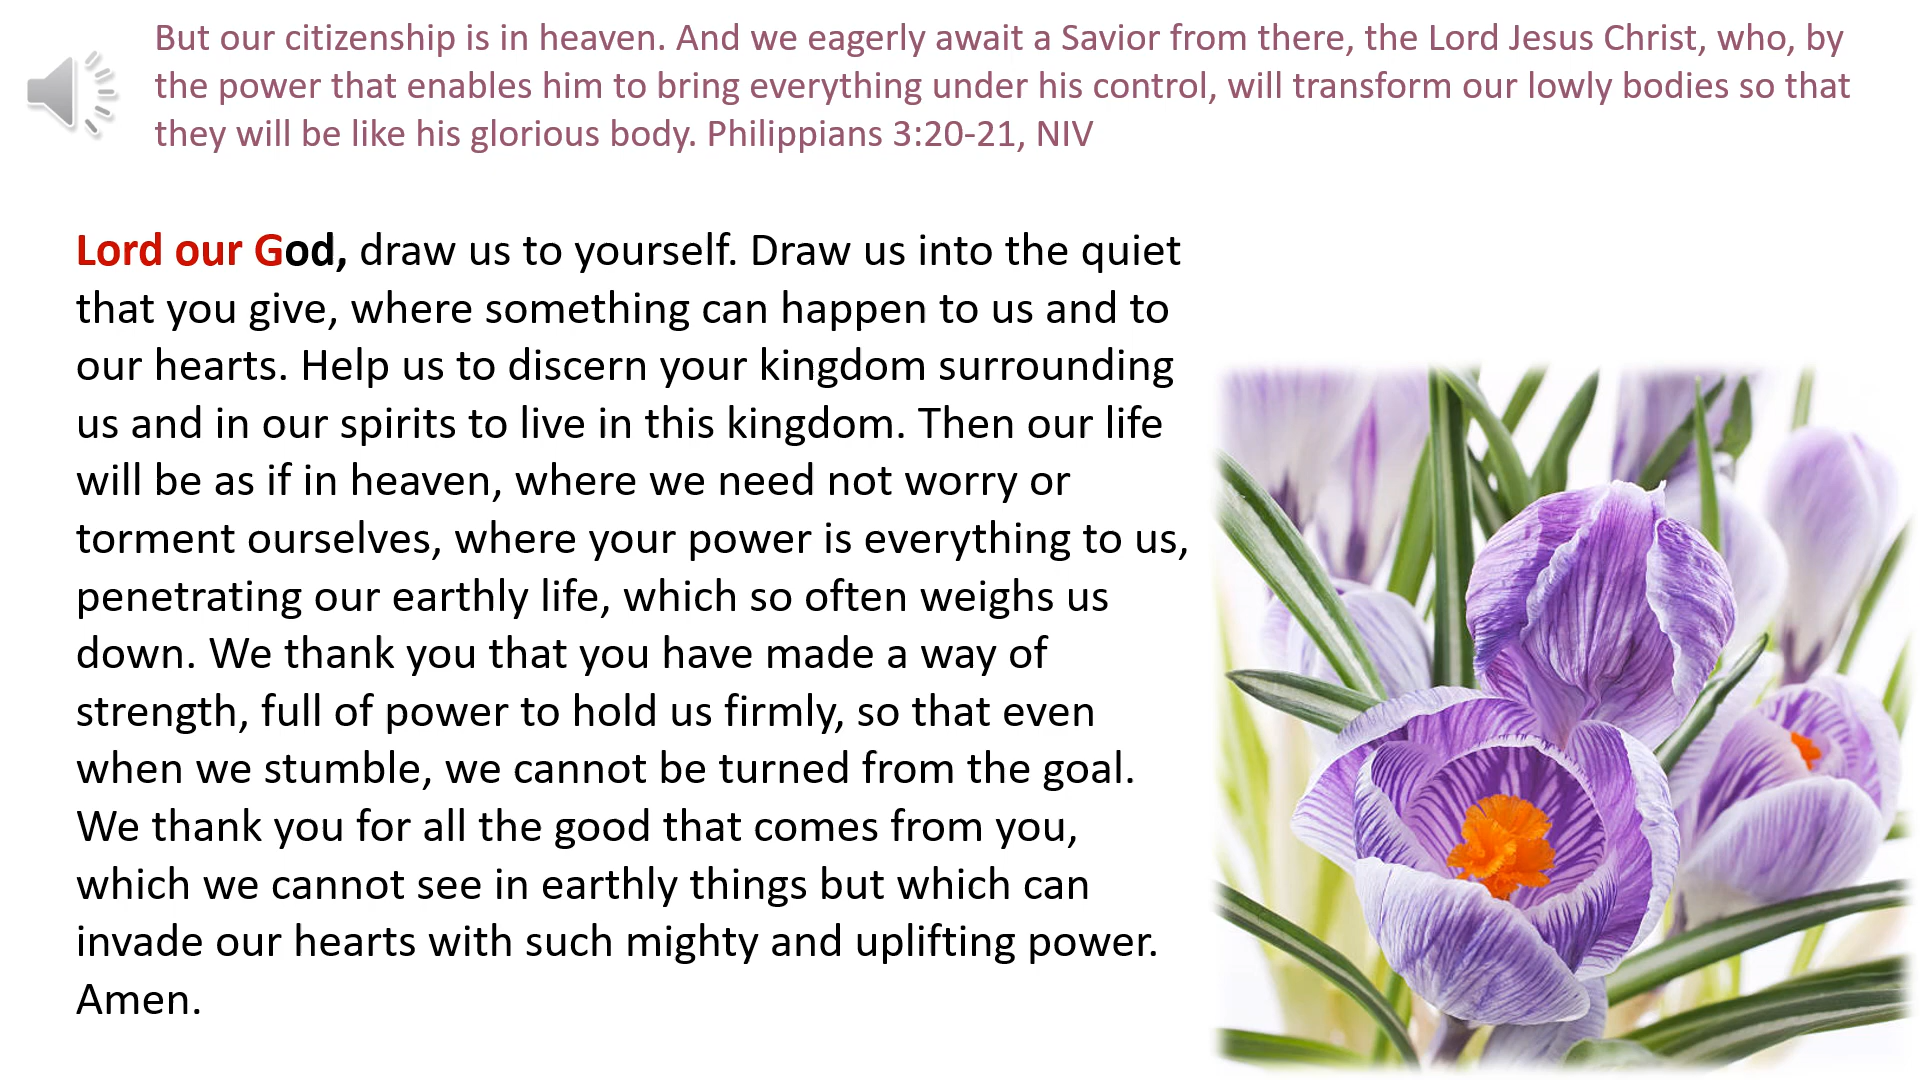 But our citizenship is in heaven. And we eagerly await a Savior from there, the Lord Jesus Christ, who, by
the power that enables him to bring everything under his control, will transform our lowly bodies so that
they will be like his glorious body. Philippians 3:20-21, NIV
Lord our God, draw us to yourself. Draw us into the quiet
that you give, where something can happen to us and to
our hearts. Help us to discern your kingdom surrounding
us and in our spirits to live in this kingdom. Then our life
will be as if in heaven, where we need not worry or
torment ourselves, where your power is everything to us,
penetrating our earthly life, which so often weighs us
down. We thank you that you have made a way of
strength, full of power to hold us firmly, so that even
when we stumble, we cannot be turned from the goal.
We thank you for all the good that comes from you,
which we cannot see in earthly things but which can
invade our hearts with such mighty and uplifting power.
Amen.